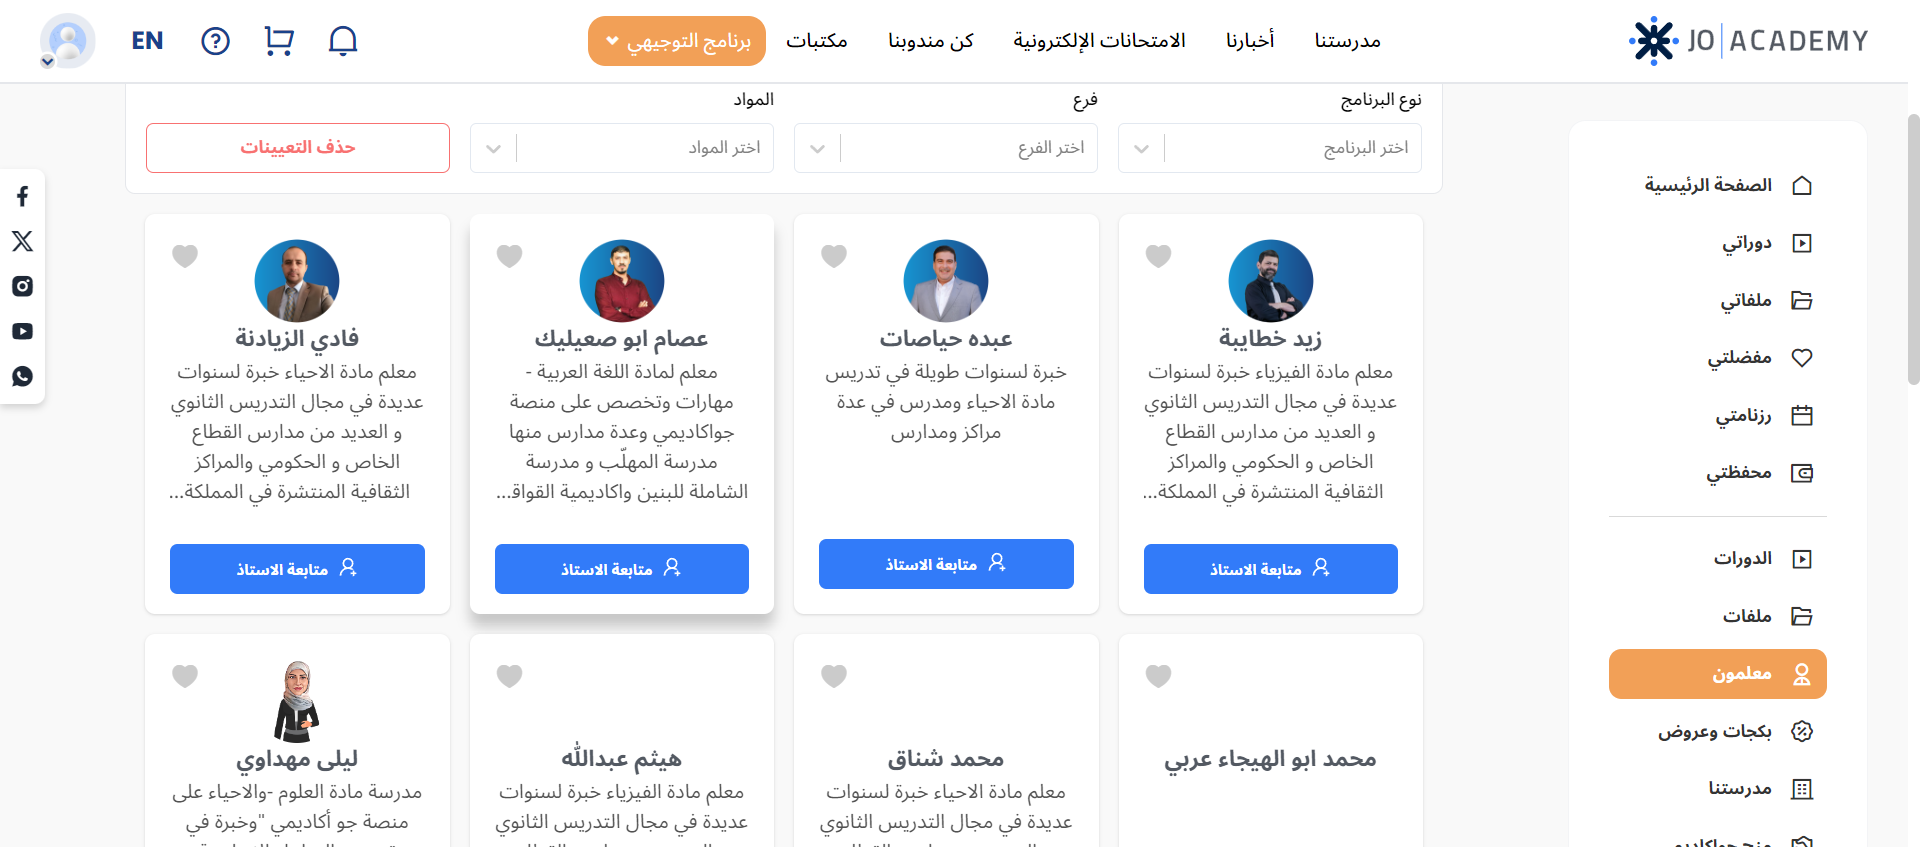 JO ACADEMY
مدرستنا
أخبارنا
الامتحانات الإلكترونية
كن مندوبنا
مكتبات
برنامج التوجيهي
EN
نوع البرنامج
فرع
المواد
اختر البرنامج
اختر الفرع
اختر المواد
حذف التعيينات
الصفحة الرئيسية
دوراتي
ملفاتي
مفضلتي
رزنامتي
محفظتي
الدورات
ملفات
معلمون
بكجات وعروض
مدرستنا
زيد خطايبة
معلم مادة الفيزياء خبرة لسنوات
عديدة في مجال التدريس الثانوي
و العديد من مدارس القطاع
الخاص و الحكومي والمراكز
الثقافية المنتشرة في المملكة...
متابعة الاستاذ
عبده حياصات
خبرة لسنوات طويلة في تدريس
مادة الاحياء ومدرس في عدة
مراكز ومدارس
متابعة الاستاذ
عصام ابو صعيليك
معلم لمادة اللغة العربية -
مهارات وتخصص على منصة
جواكاديمي وعدة مدارس منها
مدرسة المهلّب و مدرسة
الشاملة للبنين واكاديمية القواف...
متابعة الاستاذ
فادي الزيادنة
معلم مادة الاحياء خبرة لسنوات
عديدة في مجال التدريس الثانوي
و العديد من مدارس القطاع
الخاص و الحكومي والمراكز
الثقافية المنتشرة في المملكة...
متابعة الاستاذ
محمد ابو الهيجاء عربي
محمد شناق
معلم مادة الاحياء خبرة لسنوات
عديدة في مجال التدريس الثانوي
هيثم عبدالله
معلم مادة الفيزياء خبرة لسنوات
عديدة في مجال التدريس الثانوي
ليلى مهداوي
مدرسة مادة العلوم -والاحياء على
منصة جو أكاديمي "وخبرة في